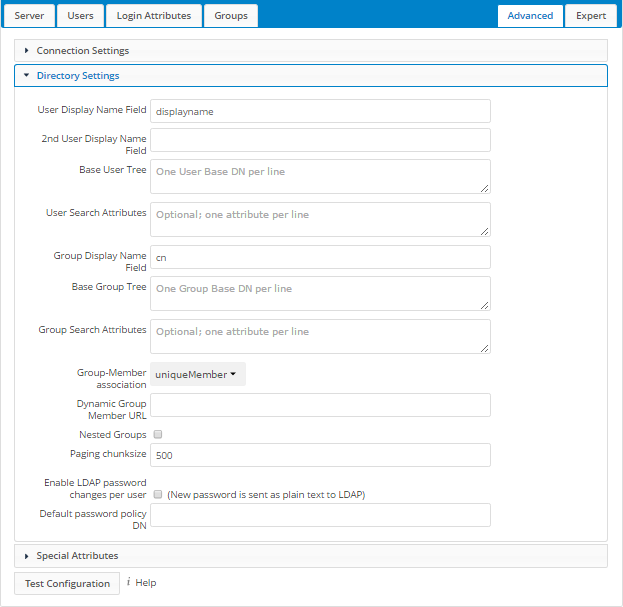 Server Users Login Attributes Groups Advanced Expert
Connection Settings
Directory Settings
User Display Name Field displayname
2nd User Display Name
Field
Base User Tree One User Base DN per line
User Search Attributes Optional; one attribute per line
Group Display Name
Field cn
Base Group Tree One Group Base DN per line
Group Search Attributes Optional; one attribute per line
Group-Member
association uniqueMember
Dynamic Group
Member URL
Nested Groups
Paging chunksize 500
Enable LDAP password
changes per user (New password is sent as plain text to LDAP)
Default password policy
DN
Special Attributes
Test Configuration i Help